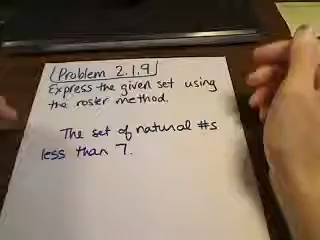 Problem 2.1.9
Express the given set using
the roster method.
The set of natural #s
less than 7.